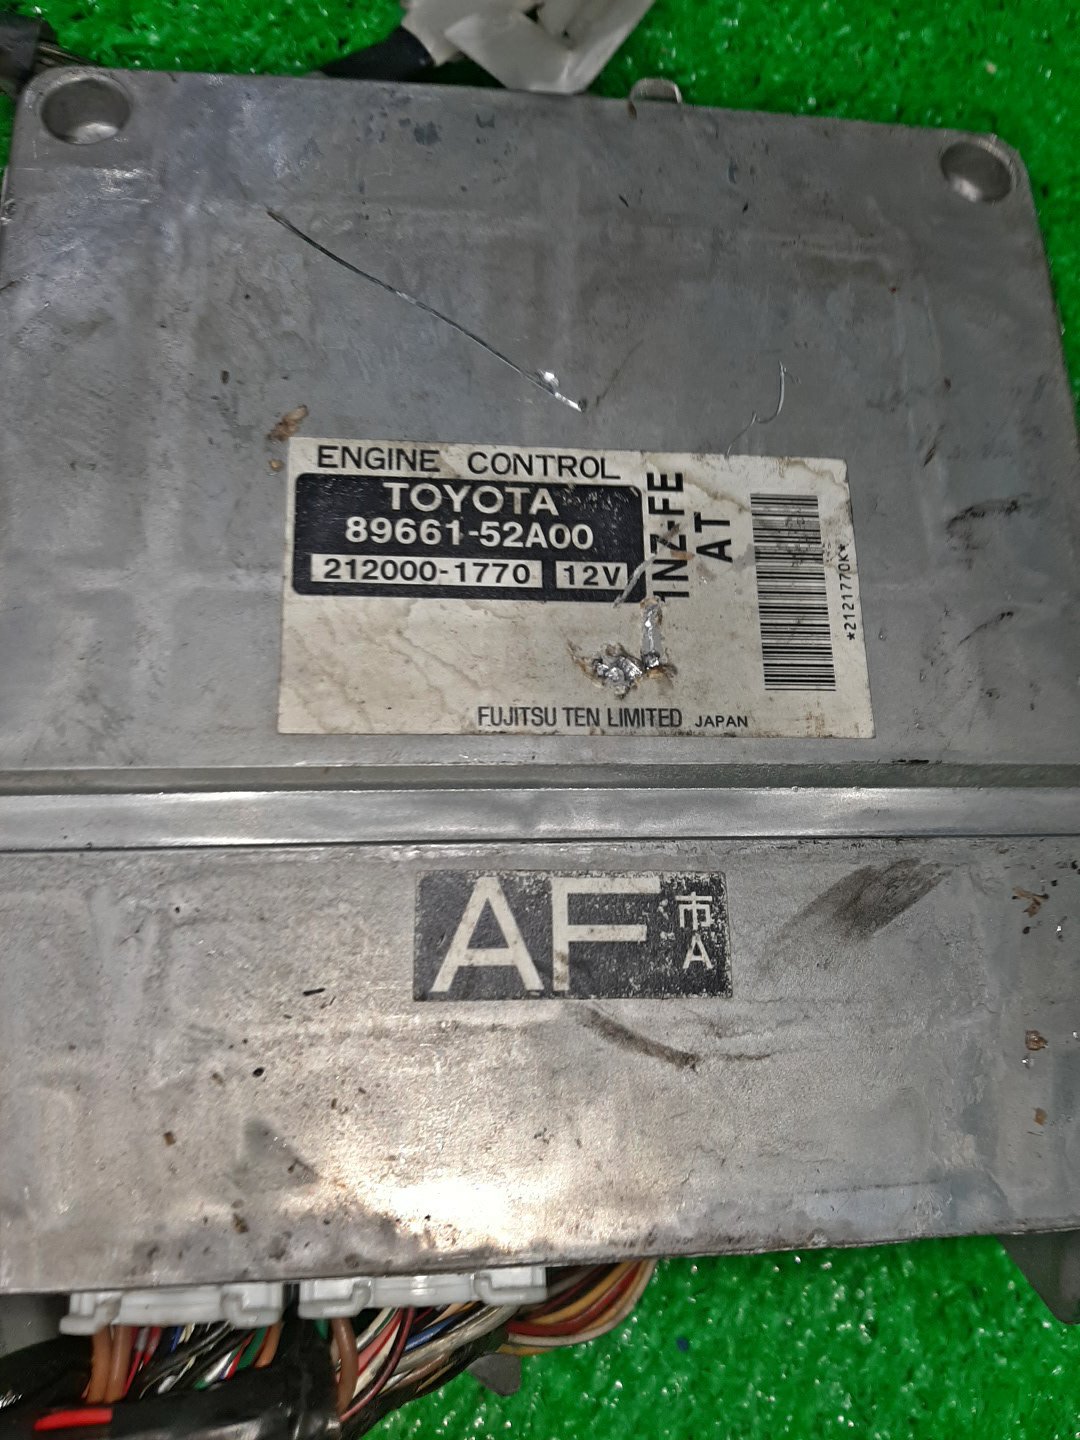 ENGINE CONTROL
TOYOTA
89661-52A00
212000-1770 12V
1NZ-FE
AT
*2121770K*
FUJITSU TEN LIMITED JAPAN
AF 市
A